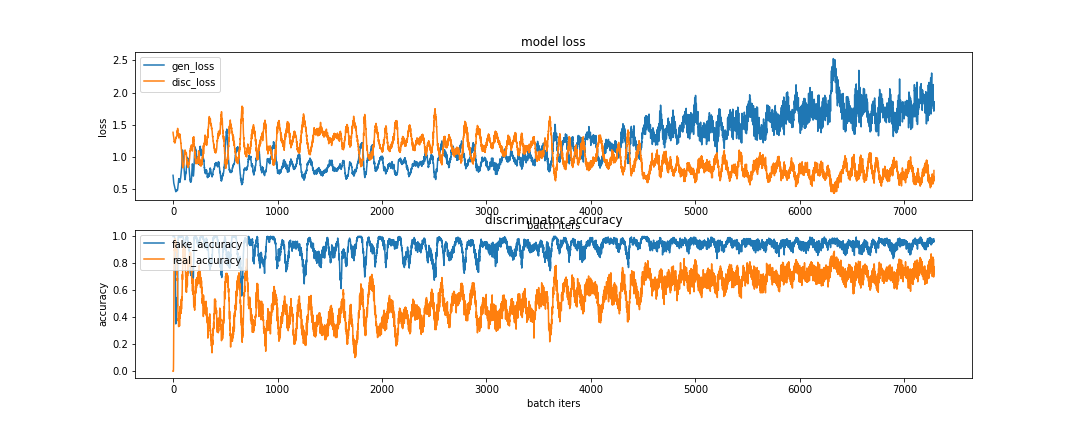 model loss
2.5
2.0
1.5
1.0
0.5
loss
gen_loss
disc_loss
0 1000 2000 3000 4000 5000 6000 7000
batch iters
discriminator accuracy
1.0
0.8
0.6
0.4
0.2
0.0
accuracy
fake_accuracy
real_accuracy
0 1000 2000 3000 4000 5000 6000 7000
batch iters